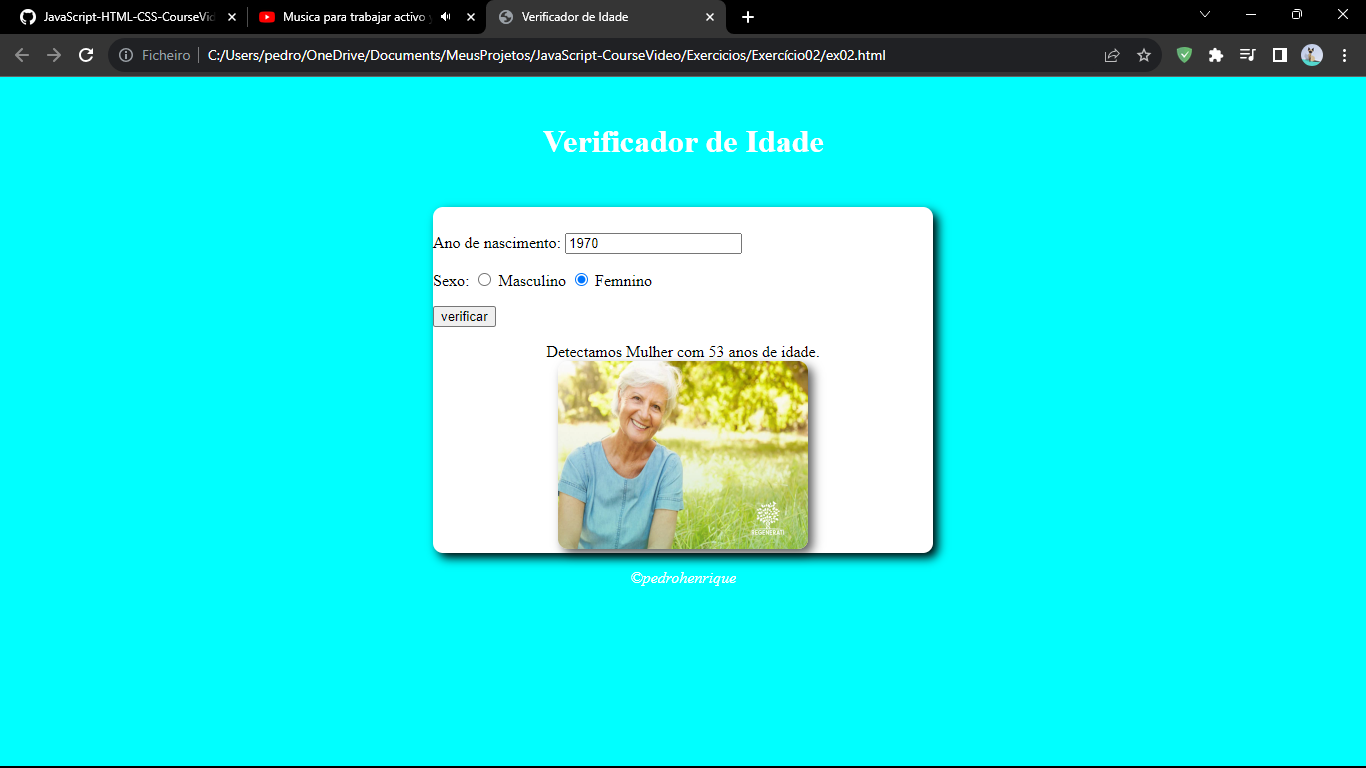 JavaScript-HTML-CSS-CourseVid
Musica para trabajar activo y
Verificador de Idade
Ficheiro
C:/Users/pedro/OneDrive/Documents/MeusProjetos/JavaScript-CourseVideo/Exercicios/Exercício02/ex02.html
Verificador de Idade
Ano de nascimento: 1970
Sexo: Masculino Femnino
verificar
Detectamos Mulher com 53 anos de idade.
REGENERATI
©pedrohenrique